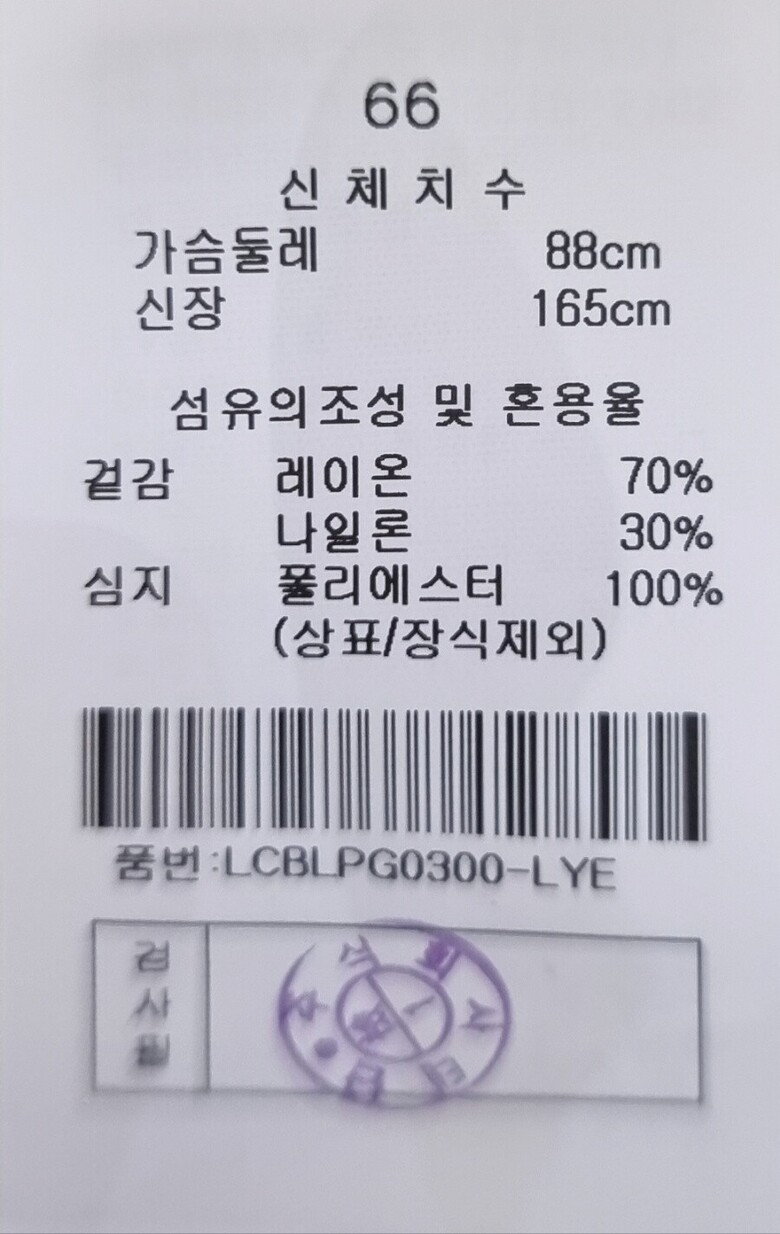 66
신체치수
가슴둘레 88cm
신장 165cm
섬유의조성 및 혼용율
겉감 레이온 70%
나일론 30%
심지 폴리에스터 100%
(상표/장식제외)
품번:LCBLPG0300-LYE
검사필